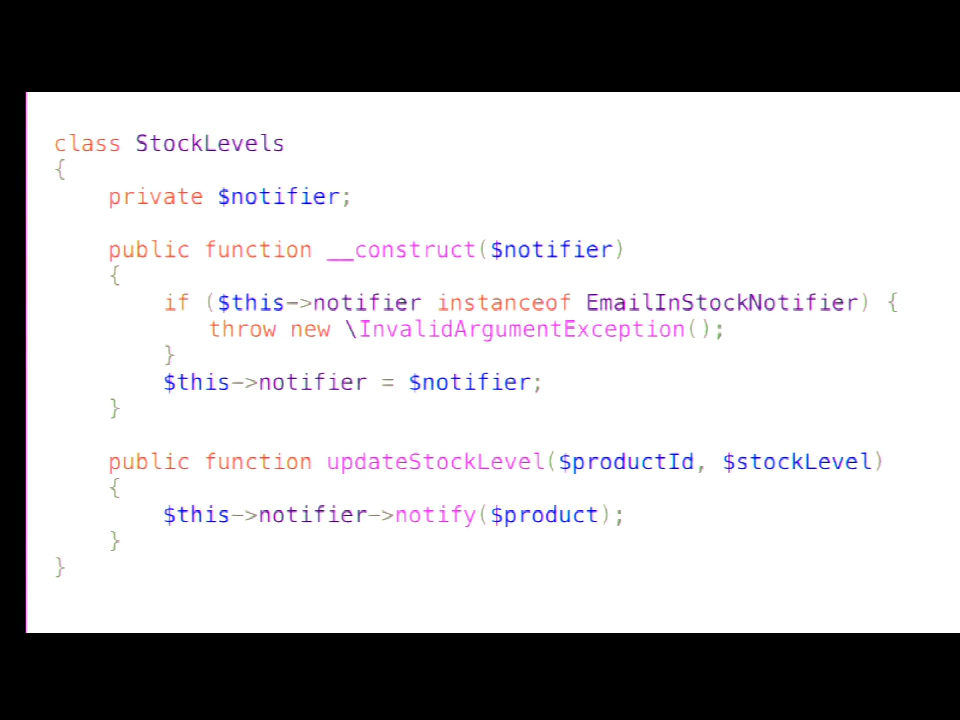 class StockLevels
{
    private $notifier;

    public function __construct($notifier)
    {
        if ($this->notifier instanceof EmailInStockNotifier) {
            throw new \InvalidArgumentException();
        }
        $this->notifier = $notifier;
    }

    public function updateStockLevel($productId, $stockLevel)
    {
        $this->notifier->notify($product);
    }
}